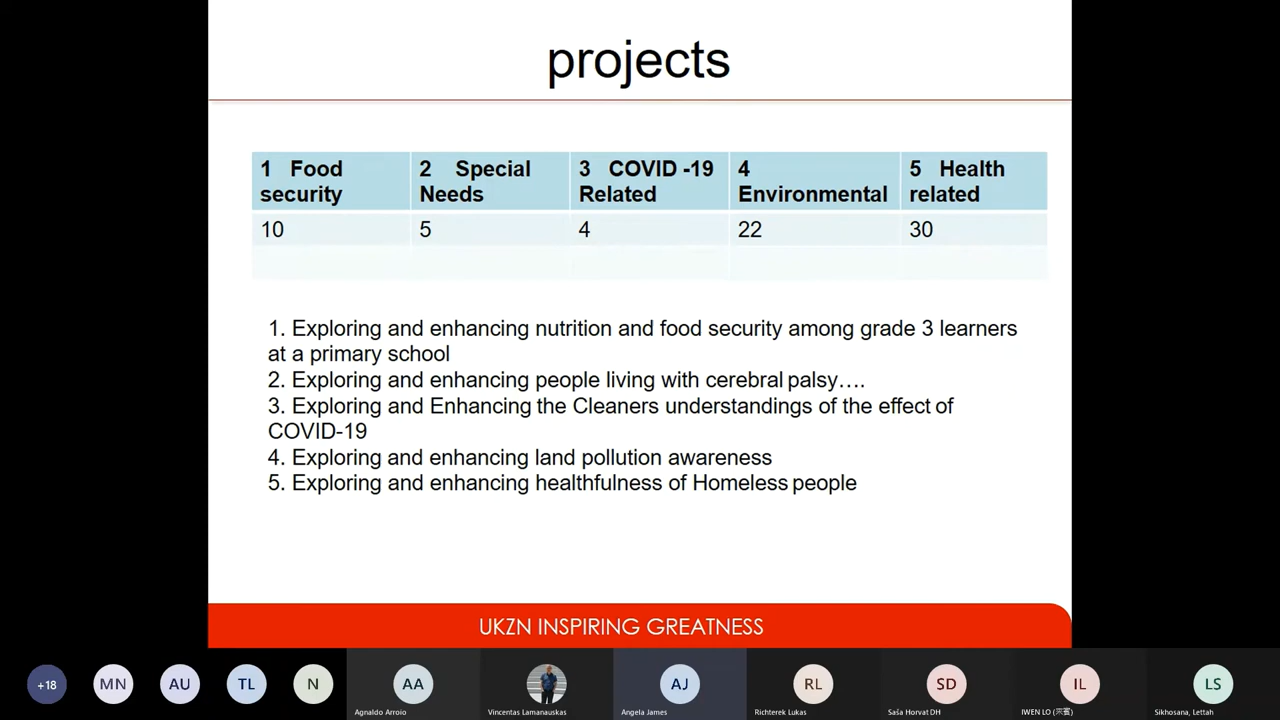 projects
1 Food security
2 Special Needs
3 COVID -19 Related
4 Environmental
5 Health related
10
5
4
22
30
1. Exploring and enhancing nutrition and food security among grade 3 learners
at a primary school
2. Exploring and enhancing people living with cerebral palsy….
3. Exploring and Enhancing the Cleaners understandings of the effect of
COVID-19
4. Exploring and enhancing land pollution awareness
5. Exploring and enhancing healthfulness of Homeless people
UKZN INSPIRING GREATNESS
+18
MN
AU
TL
N
AA
AJ
RL
SD
IL
LS
Agnaldo Arroio
Vincentas Lamanauskas
Angela James
Richterek Lukas
Saša Horvat DH
Sikhosana, Lettah